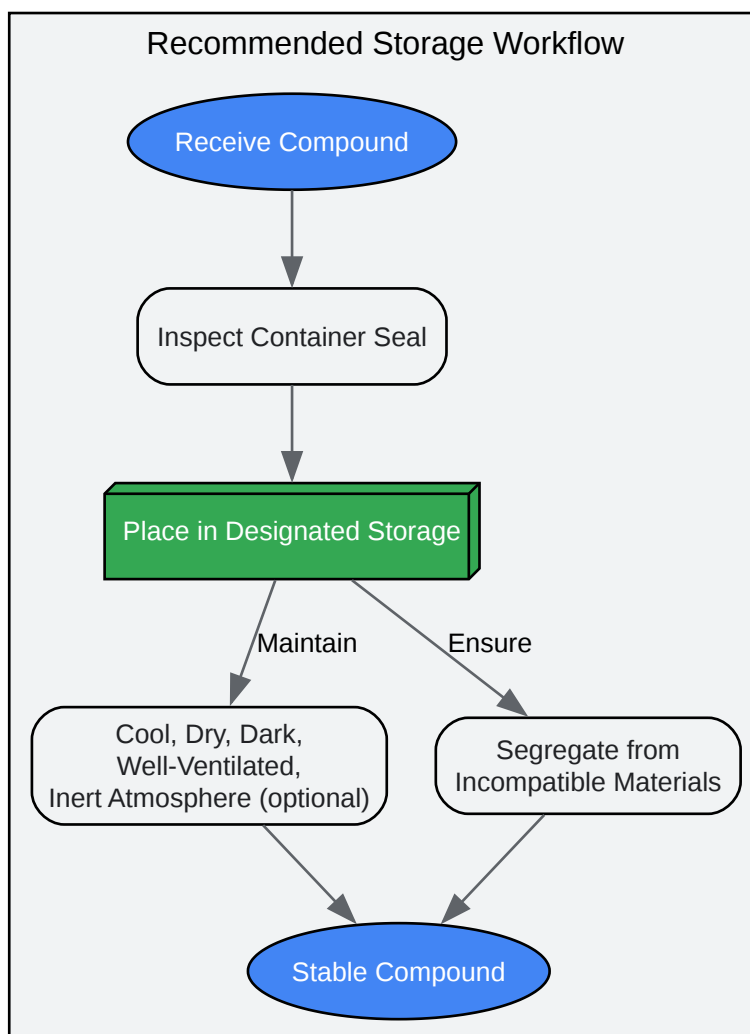 Recommended Storage Workflow
Receive Compound
Inspect Container Seal
Place in Designated Storage
Maintain
Ensure
Cool, Dry, Dark,
Well-Ventilated,
Inert Atmosphere (optional)
Segregate from
Incompatible Materials
Stable Compound